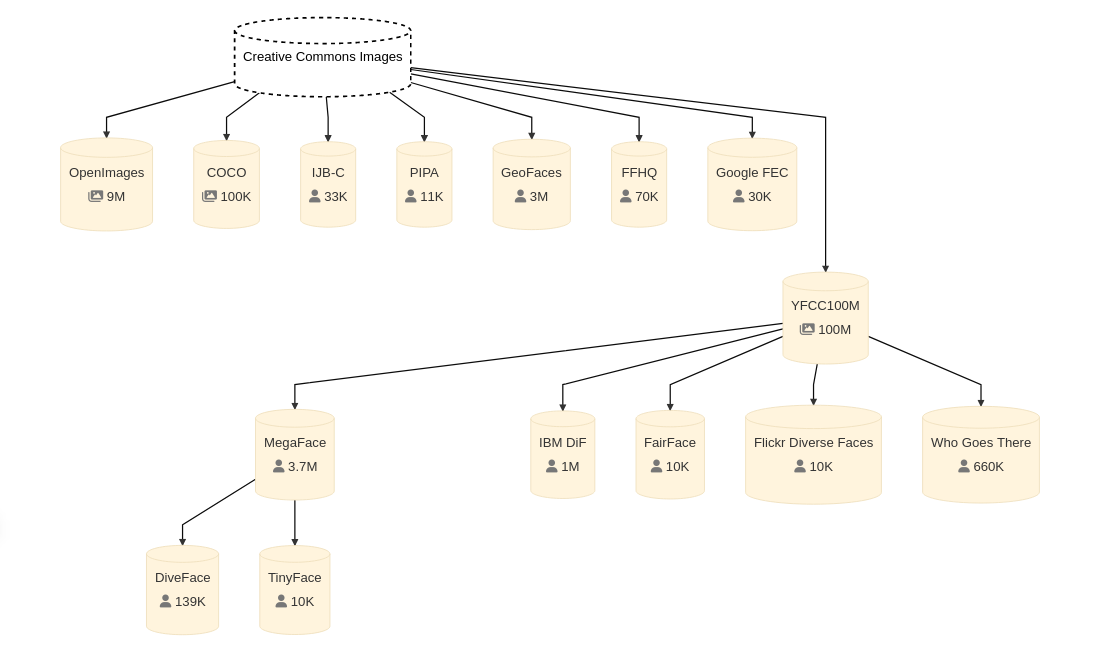 Creative Commons Images
OpenImages
9M
COCO
100K
IJB-C
33K
PIPA
11K
GeoFaces
3M
FFHQ
70K
Google FEC
30K
YFCC100M
100M
MegaFace
3.7M
IBM DiF
1M
FairFace
10K
Flickr Diverse Faces
10K
Who Goes There
660K
DiveFace
139K
TinyFace
10K